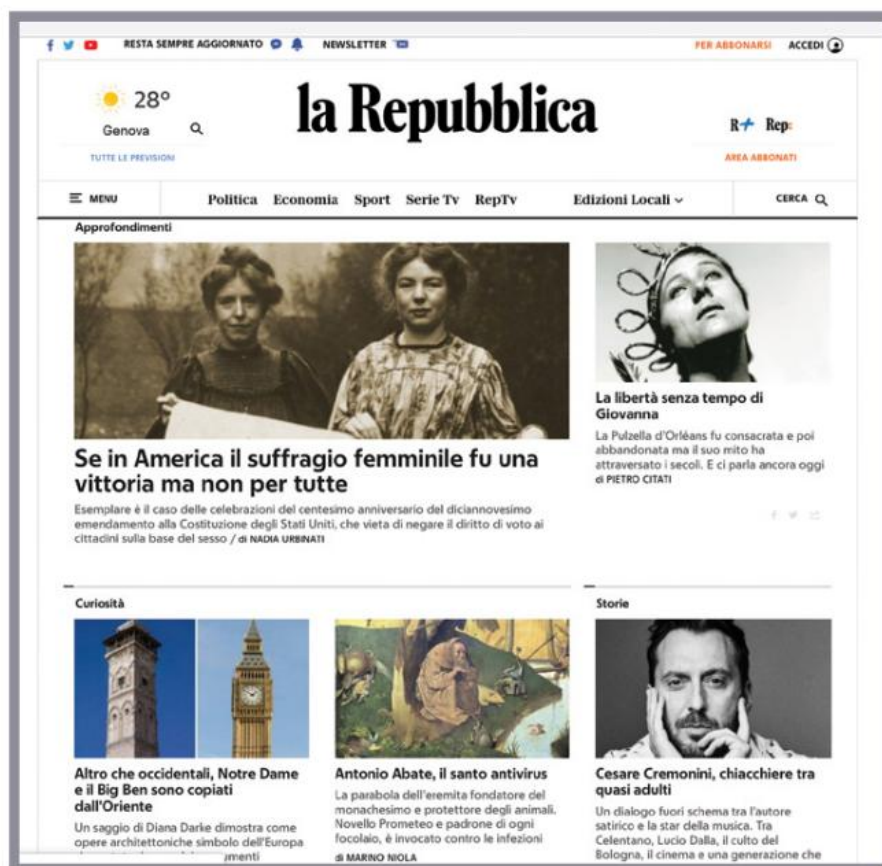 RESTA SEMPRE AGGIORNATO NEWSLETTER
PER ABBONARSI ACCEDI
28°
Genova
TUTTE LE PREVISIONI
la Repubblica
R+ Rep:
AREA ABBONATI
MENU
Politica Economia Sport Serie Tv RepTv Edizioni Locali
CERCA
Approfondimenti
Se in America il suffragio femminile fu una
vittoria ma non per tutte
Esemplare è il caso delle celebrazioni del centesimo anniversario del diciannovesimo
emendamento alla Costituzione degli Stati Uniti, che vieta di negare il diritto di voto ai
cittadini sulla base del sesso / di NADIA URBINATI
La libertà senza tempo di
Giovanna
La Pulzella d'Orléans fu consacrata e poi
abbandonata ma il suo mito ha
attraversato i secoli. E ci parla ancora oggi
di PIETRO CITATI
Curiosità
Altro che occidentali, Notre Dame
e il Big Ben sono copiati
dall'Oriente
Un saggio di Diana Darke dimostra come
opere architettoniche simbolo dell'Europa
Antonio Abate, il santo antivirus
La parabola dell'eremita fondatore del
monachesimo e protettore degli animali.
Novello Prometeo e padrone di ogni
focolaio, è invocato contro le infezioni
di MARINO NIOLA
Storie
Cesare Cremonini, chiacchiere tra
quasi adulti
Un dialogo fuori schema tra l'autore
satirico e la star della musica. Tra
Celentano, Lucio Dalla, il culto del
Bologna, il cinema e una generazione che